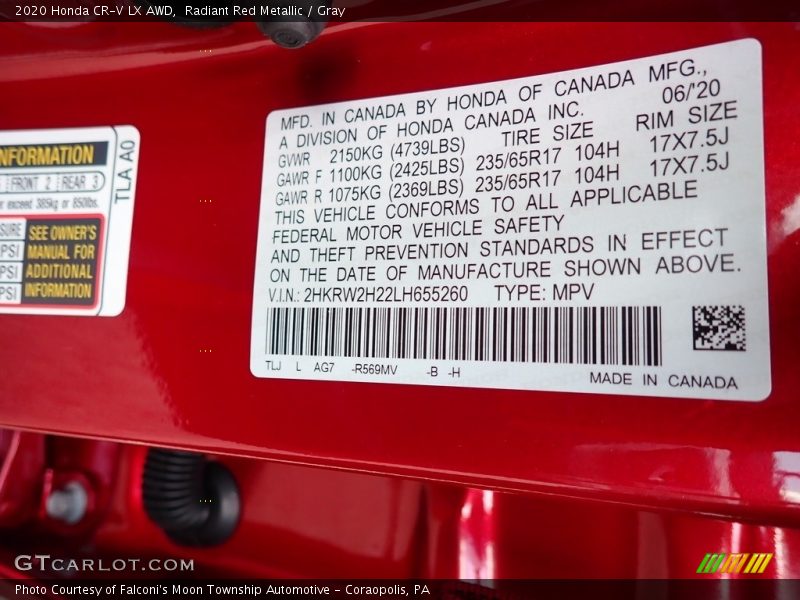 2020 Honda CR-V LX AWD, Radiant Red Metallic / Gray
MFD. IN CANADA BY HONDA OF CANADA MFG.,
A DIVISION OF HONDA CANADA INC. 06/'20
GVWR 2150KG (4739LBS) TIRE SIZE RIM SIZE
GAWR F 1100KG (2425LBS) 235/65R17 104H 17X7.5J
GAWR R 1075KG (2369LBS) 235/65R17 104H 17X7.5J
THIS VEHICLE CONFORMS TO ALL APPLICABLE
FEDERAL MOTOR VEHICLE SAFETY
AND THEFT PREVENTION STANDARDS IN EFFECT
ON THE DATE OF MANUFACTURE SHOWN ABOVE.
V.I.N.: 2HKRW2H22LH655260 TYPE: MPV
TLJ L AG7 -R569MV -B -H
MADE IN CANADA
NFORMATION
FRONT 2 REAR 3
exceed 385kg or 850lbs.
TLA A0
SURE
PSI
PSI
PSI
SEE OWNER'S
MANUAL FOR
ADDITIONAL
INFORMATION
GTCARLOT.COM
Photo Courtesy of Falconi's Moon Township Automotive - Coraopolis, PA